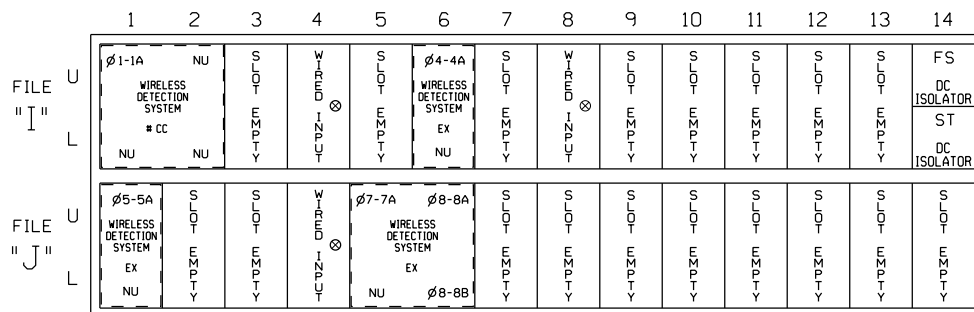 1 2 3 4 5 6 7 8 9 10 11 12 13 14
FILE "I"
U
L
Ø1-1A NU
WIRELESS
DETECTION
SYSTEM
# CC
NU NU
SLOT EMPTY
WIRED INPUT
SLOT EMPTY
Ø4-4A
WIRELESS
DETECTION
SYSTEM
EX
NU
SLOT EMPTY
WIRED INPUT
SLOT EMPTY
SLOT EMPTY
SLOT EMPTY
SLOT EMPTY
SLOT EMPTY
FS
DC
ISOLATOR
ST
DC
ISOLATOR
FILE "J"
U
L
Ø5-5A
WIRELESS
DETECTION
SYSTEM
EX
NU
SLOT EMPTY
SLOT EMPTY
WIRED INPUT
Ø7-7A Ø8-8A
WIRELESS
DETECTION
SYSTEM
EX
NU Ø8-8B
SLOT EMPTY
SLOT EMPTY
SLOT EMPTY
SLOT EMPTY
SLOT EMPTY
SLOT EMPTY
SLOT EMPTY
SLOT EMPTY